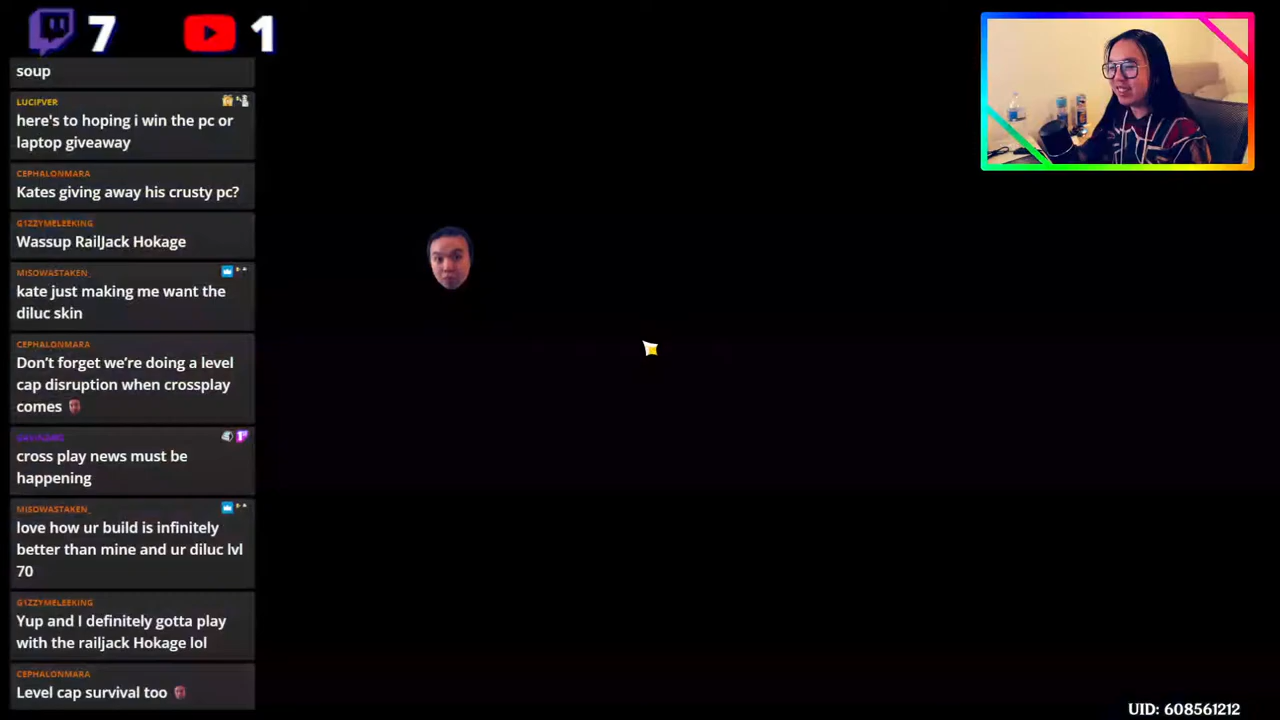 7 1
soup
LUCIFVER
here's to hoping i win the pc or
laptop giveaway
CEPHALONMARA
Kates giving away his crusty pc?
G1ZZYMELEEKING
Wassup RailJack Hokage
MISOWASTAKEN_
kate just making me want the
diluc skin
CEPHALONMARA
Don't forget we're doing a level
cap disruption when crossplay
comes
cross play news must be
happening
MISOWASTAKEN_
love how ur build is infinitely
better than mine and ur diluc lvl
70
G1ZZYMELEEKING
Yup and I definitely gotta play
with the railjack Hokage lol
CEPHALONMARA
Level cap survival too
UID: 608561212